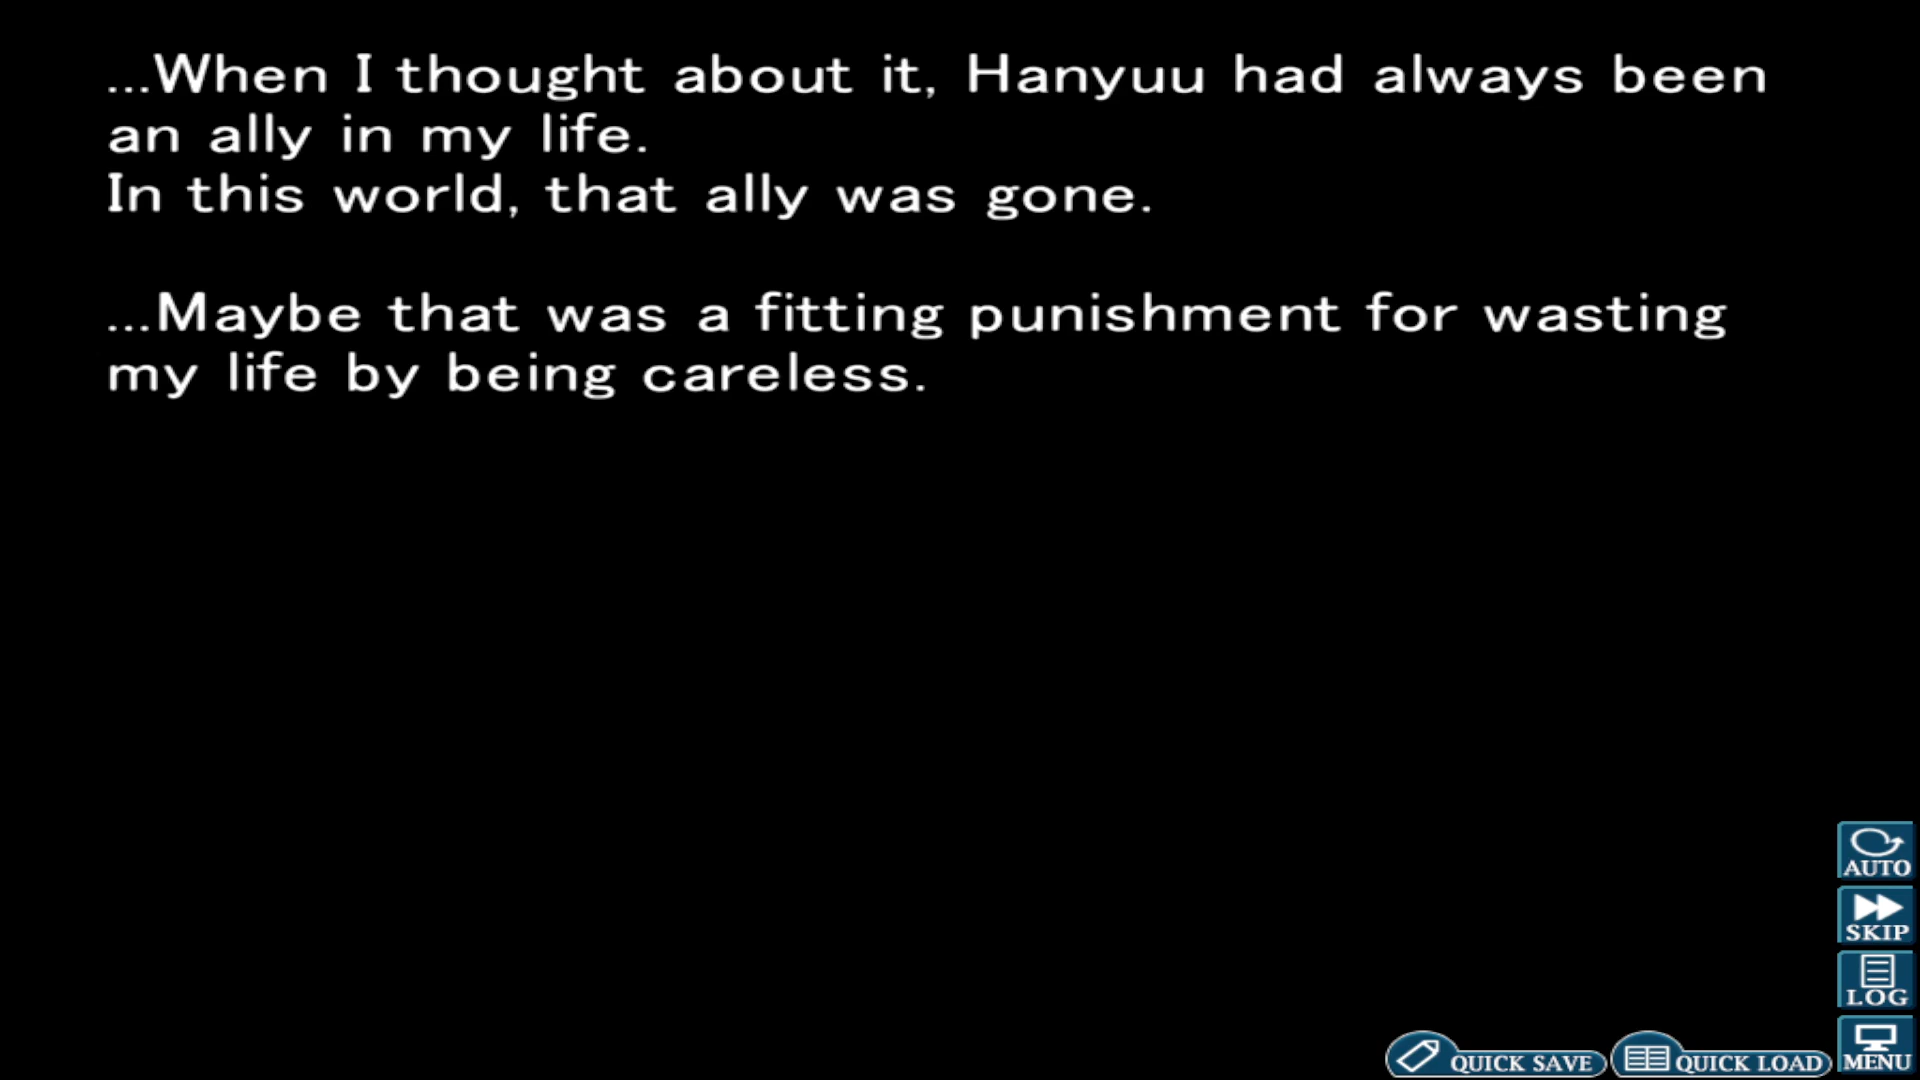 ...When I thought about it, Hanyuu had always been
an ally in my life.
In this world, that ally was gone.
...Maybe that was a fitting punishment for wasting
my life by being careless.
AUTO
SKIP
LOG
MENU
QUICK SAVE
QUICK LOAD